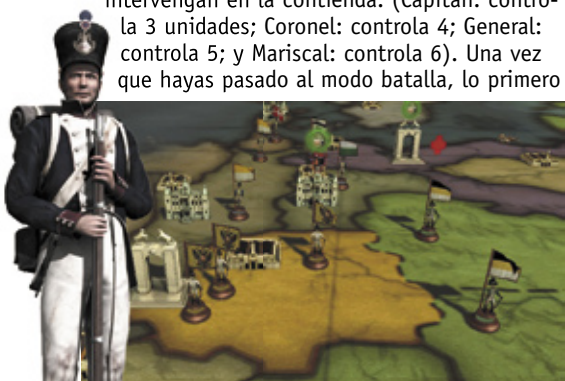 intervengan en la contienda. (Capitán: contro-
la 3 unidades; Coronel: controla 4; General:
controla 5; y Mariscal: controla 6). Una vez
que hayas pasado al modo batalla, lo primero